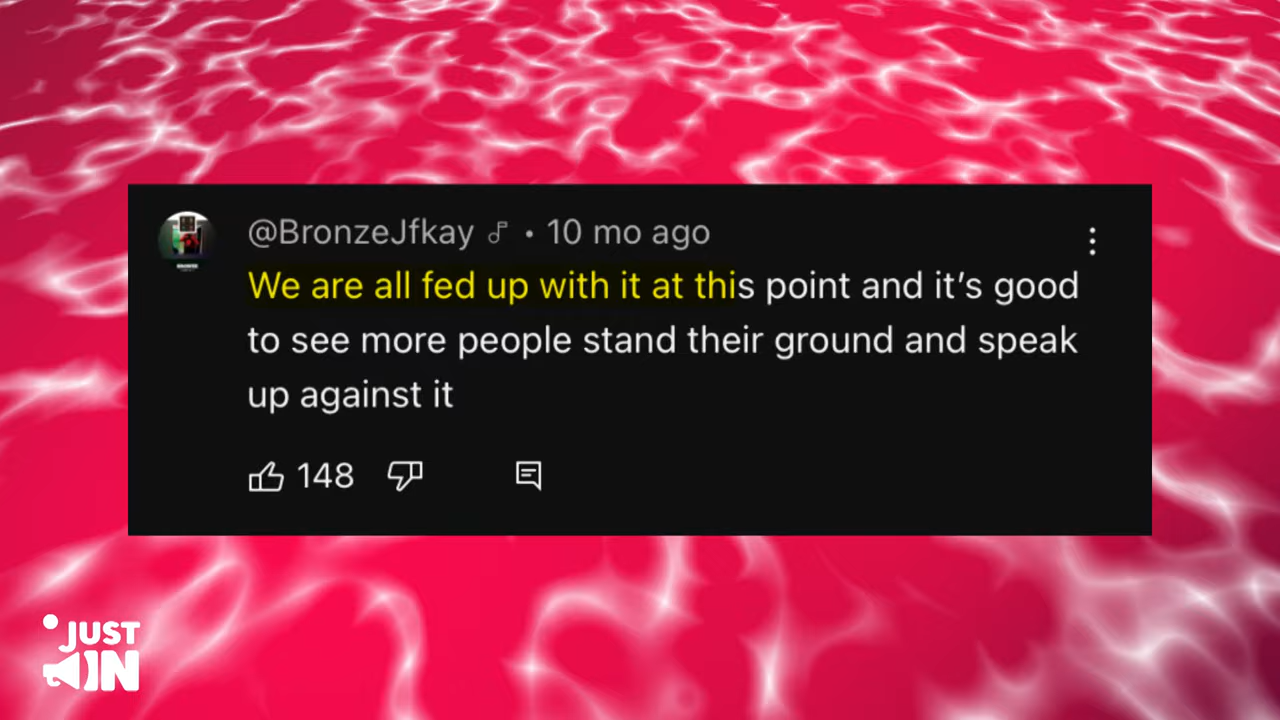 @BronzeJfkay • 10 mo ago
We are all fed up with it at this point and it’s good
to see more people stand their ground and speak
up against it
148
JUST
IN